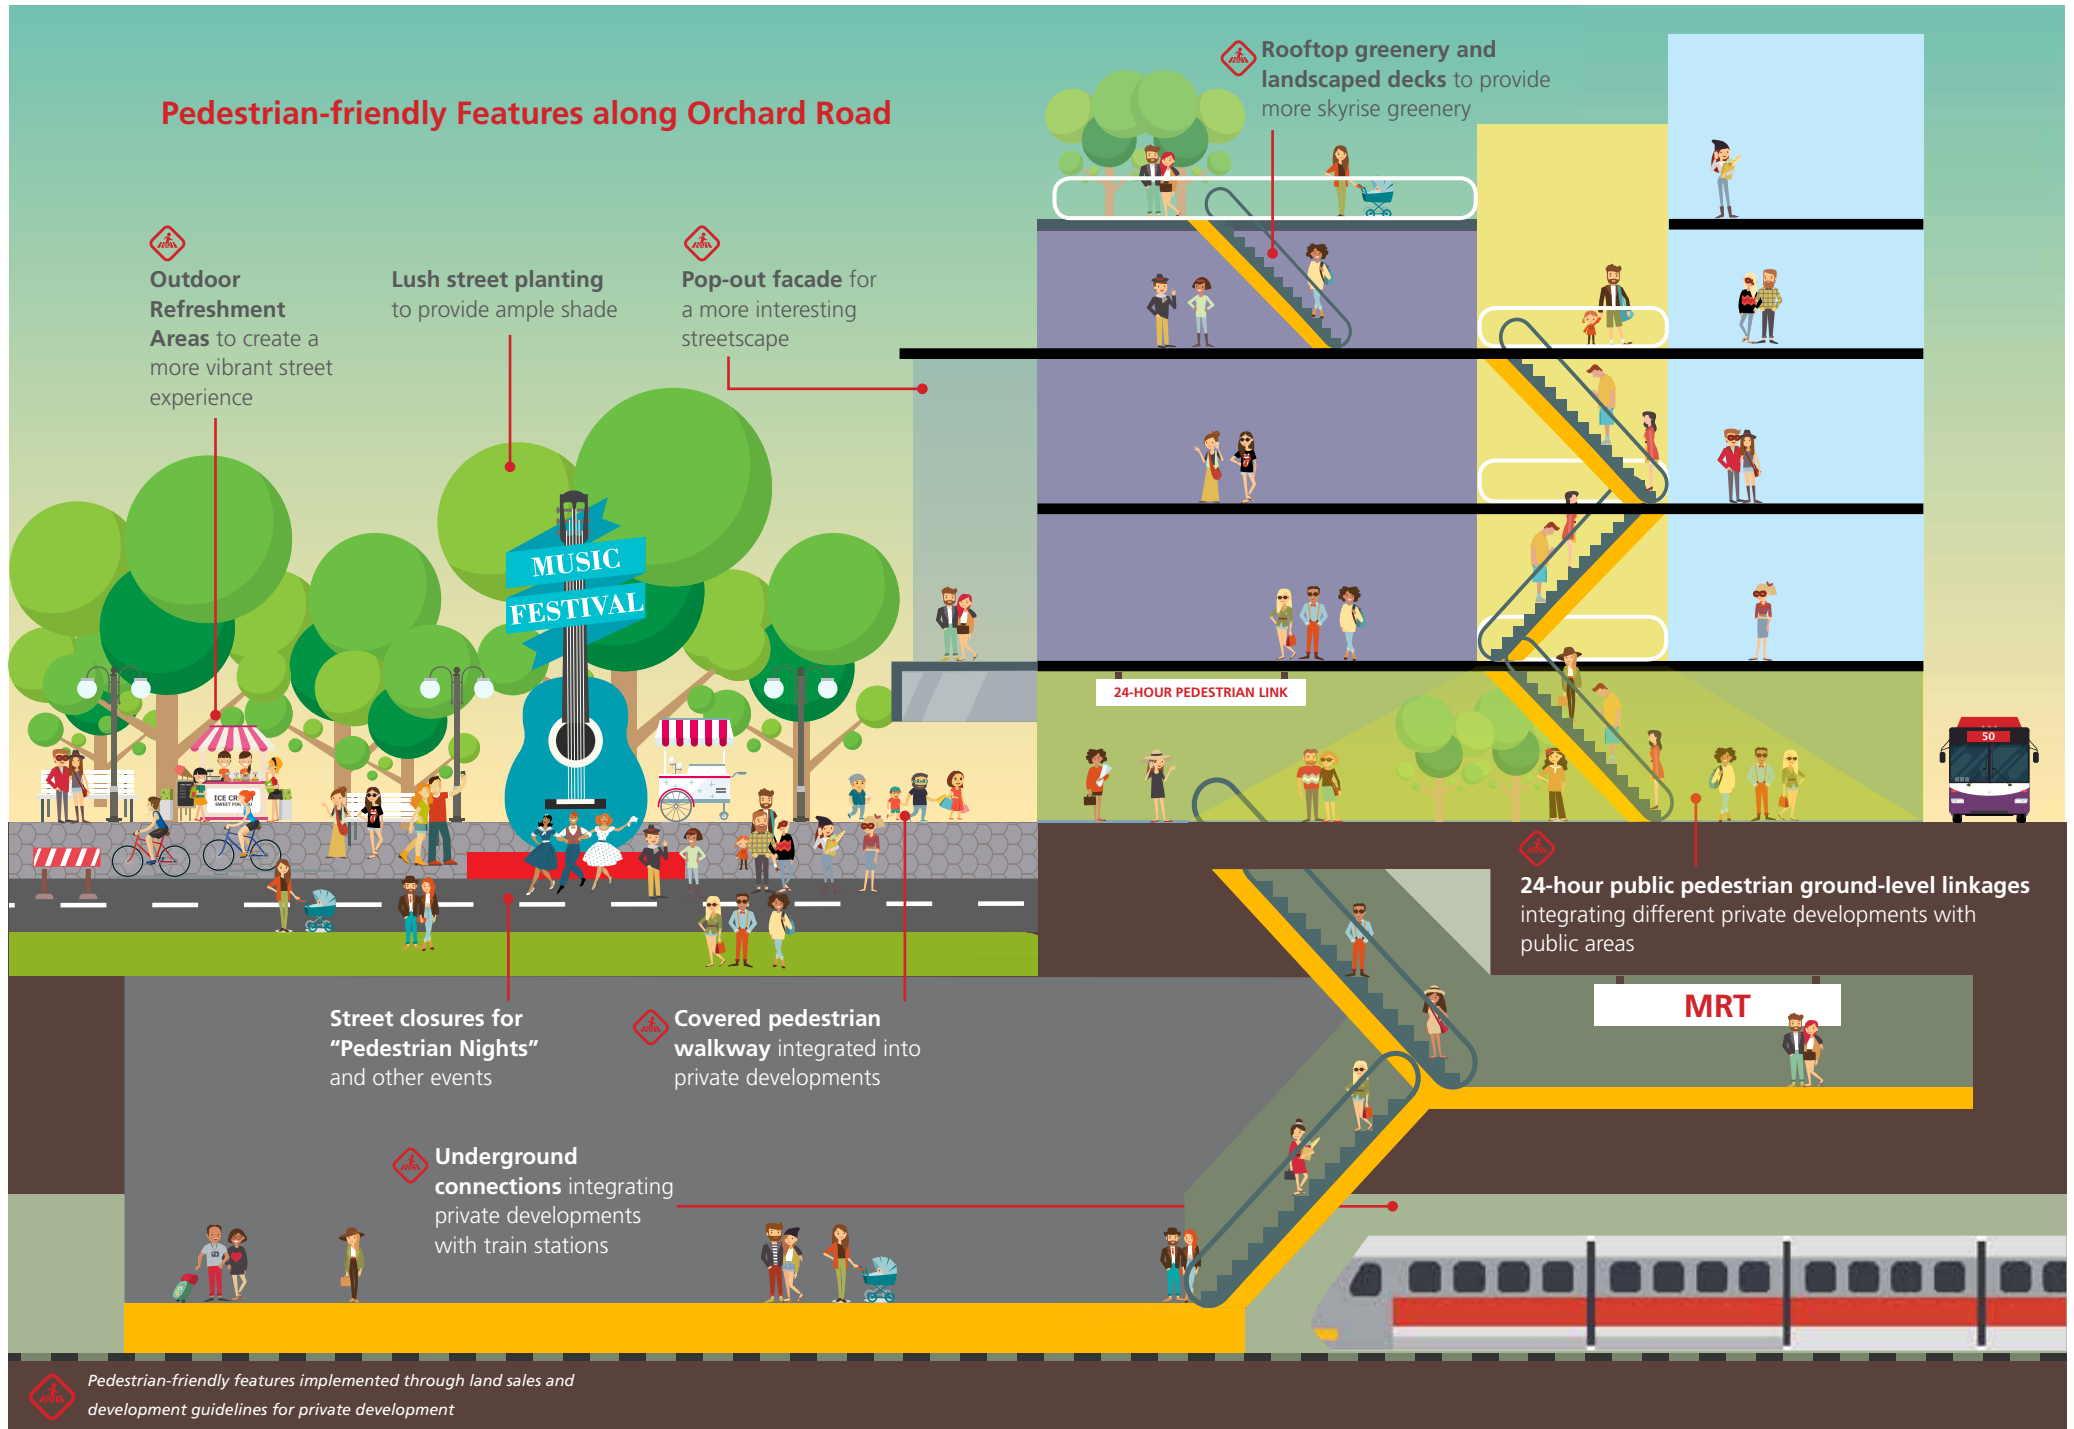 Pedestrian-friendly Features along Orchard Road
Rooftop greenery and
landscaped decks to provide
more skyrise greenery
Outdoor
Refreshment
Areas to create a
more vibrant street
experience
Lush street planting
to provide ample shade
Pop-out facade for
a more interesting
streetscape
MUSIC
FESTIVAL
24-HOUR PEDESTRIAN LINK
50
24-hour public pedestrian ground-level linkages
integrating different private developments with
public areas
MRT
Street closures for
“Pedestrian Nights”
and other events
Covered pedestrian
walkway integrated into
private developments
Underground
connections integrating
private developments
with train stations
Pedestrian-friendly features implemented through land sales and
development guidelines for private development